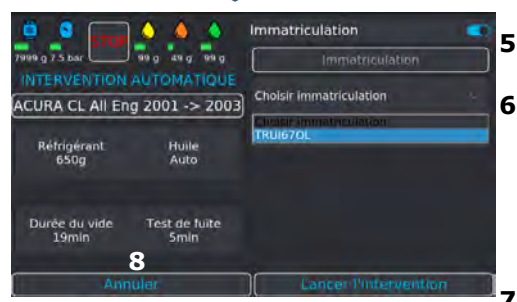 7999 g 7.5 bar STOP 99 g 49 g 99 g
INTERVENTION AUTOMATIQUE
ACURA CL All Eng 2001 -> 2003
Réfrigérant
650g
Huile
Auto
Durée du vide
19min
Test de fuite
5min
8
Annuler
Immatriculation
5
Immatriculation
Choisir immatriculation
6
Choisir immatriculation
TRUI67OL
Lancer l'intervention
7